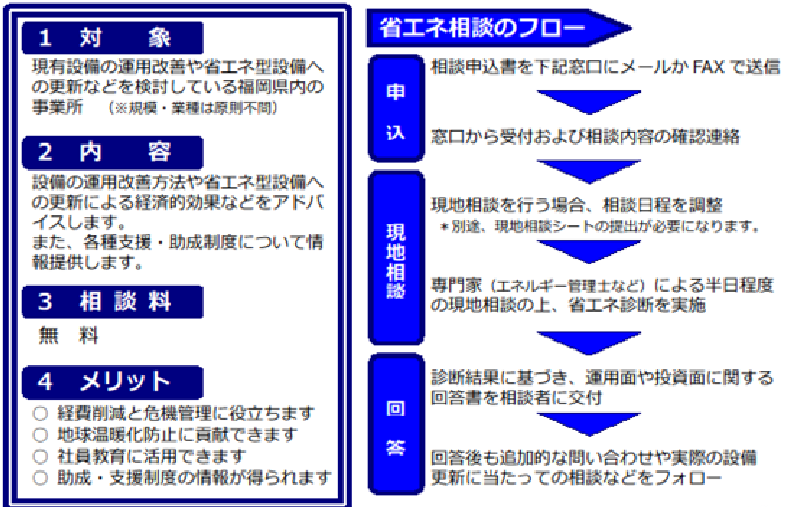 1 対 象
現有設備の運用改善や省エネ型設備へ
の更新などを検討している福岡県内の
事業所 （※規模・業種は原則不問）
2 内 容
設備の運用改善方法や省エネ型設備へ
の更新による経済的効果などをアドバ
イスします。
また、各種支援・助成制度について情
報提供します。
3 相 談 料
無 料
4 メリット
○ 経費削減と危機管理に役立ちます
○ 地球温暖化防止に貢献できます
○ 社員教育に活用できます
○ 助成・支援制度の情報が得られます
省エネ相談のフロー
申込
相談申込書を下記窓口にメールか FAX で送信
窓口から受付および相談内容の確認連絡
現地相談
現地相談を行う場合、相談日程を調整
＊別途、現地相談シートの提出が必要になります。
専門家（エネルギー管理士など）による半日程度
の現地相談の上、省エネ診断を実施
回答
診断結果に基づき、運用面や投資面に関する
回答書を相談者に交付
回答後も追加的な問い合わせや実際の設備
更新に当たっての相談などをフォロー